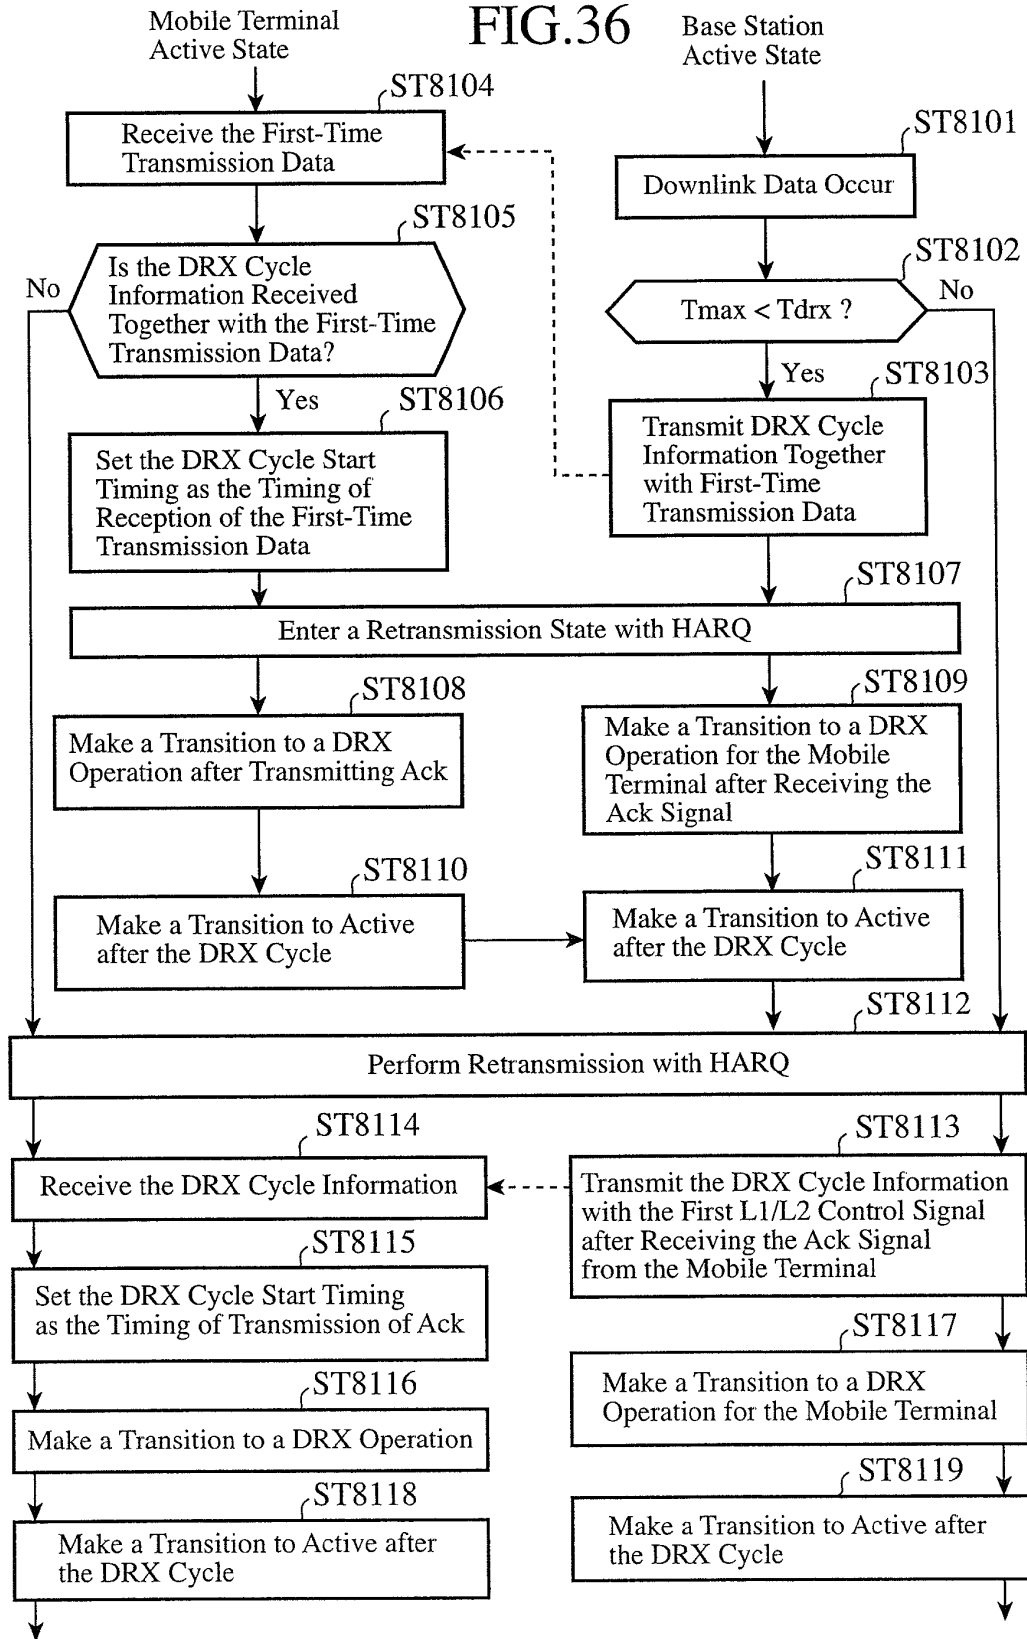 FIG.36
Mobile Terminal
Active State
Base Station
Active State
ST8104
Receive the First-Time
Transmission Data
ST8101
Downlink Data Occur
ST8105
Is the DRX Cycle
Information Received
Together with the First-Time
Transmission Data?
No
Yes
ST8102
Tmax < Tdrx ?
No
Yes
ST8106
Set the DRX Cycle Start
Timing as the Timing of
Reception of the First-Time
Transmission Data
ST8103
Transmit DRX Cycle
Information Together
with First-Time
Transmission Data
ST8107
Enter a Retransmission State with HARQ
ST8108
Make a Transition to a DRX
Operation after Transmitting Ack
ST8109
Make a Transition to a DRX
Operation for the Mobile
Terminal after Receiving the
Ack Signal
ST8110
Make a Transition to Active
after the DRX Cycle
ST8111
Make a Transition to Active
after the DRX Cycle
ST8112
Perform Retransmission with HARQ
ST8114
Receive the DRX Cycle Information
ST8113
Transmit the DRX Cycle Information
with the First L1/L2 Control Signal
after Receiving the Ack Signal
from the Mobile Terminal
ST8115
Set the DRX Cycle Start Timing
as the Timing of Transmission of Ack
ST8117
Make a Transition to a DRX
Operation for the Mobile Terminal
ST8116
Make a Transition to a DRX Operation
ST8119
Make a Transition to Active after
the DRX Cycle
ST8118
Make a Transition to Active after
the DRX Cycle